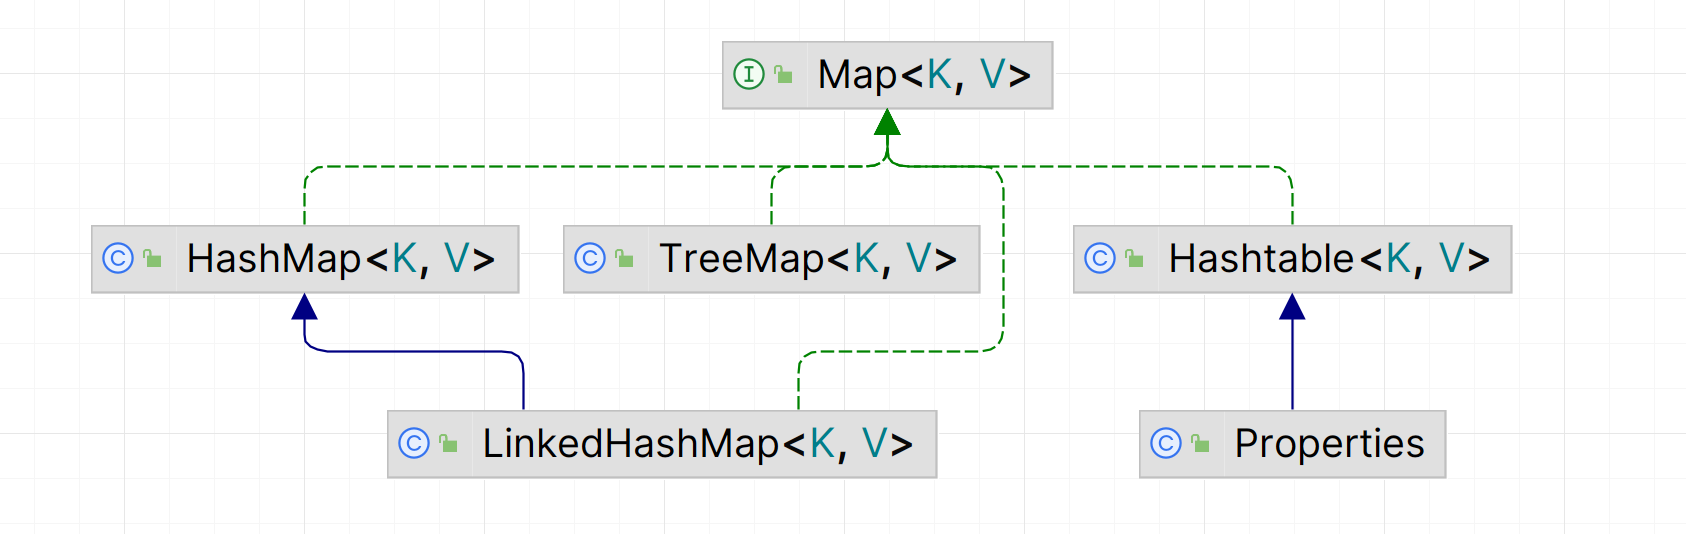 Map<K, V>
HashMap<K, V>
TreeMap<K, V>
Hashtable<K, V>
LinkedHashMap<K, V>
Properties